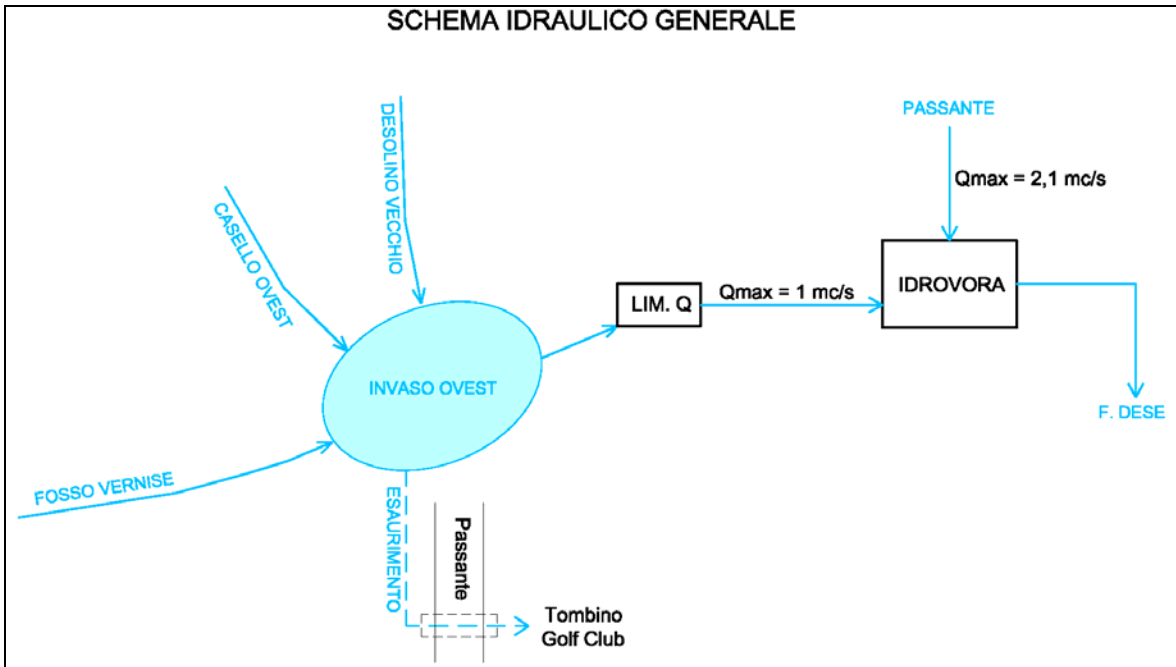 SCHEMA IDRAULICO GENERALE
PASSANTE
DESOLINO VECCHIO
Qmax = 2,1 mc/s
CASELLO OVEST
IDROVORA
LIM. Q
Qmax = 1 mc/s
INVASO OVEST
F. DESE
FOSSO VERNISE
ESAURIMENTO
Passante
Tombino
Golf Club